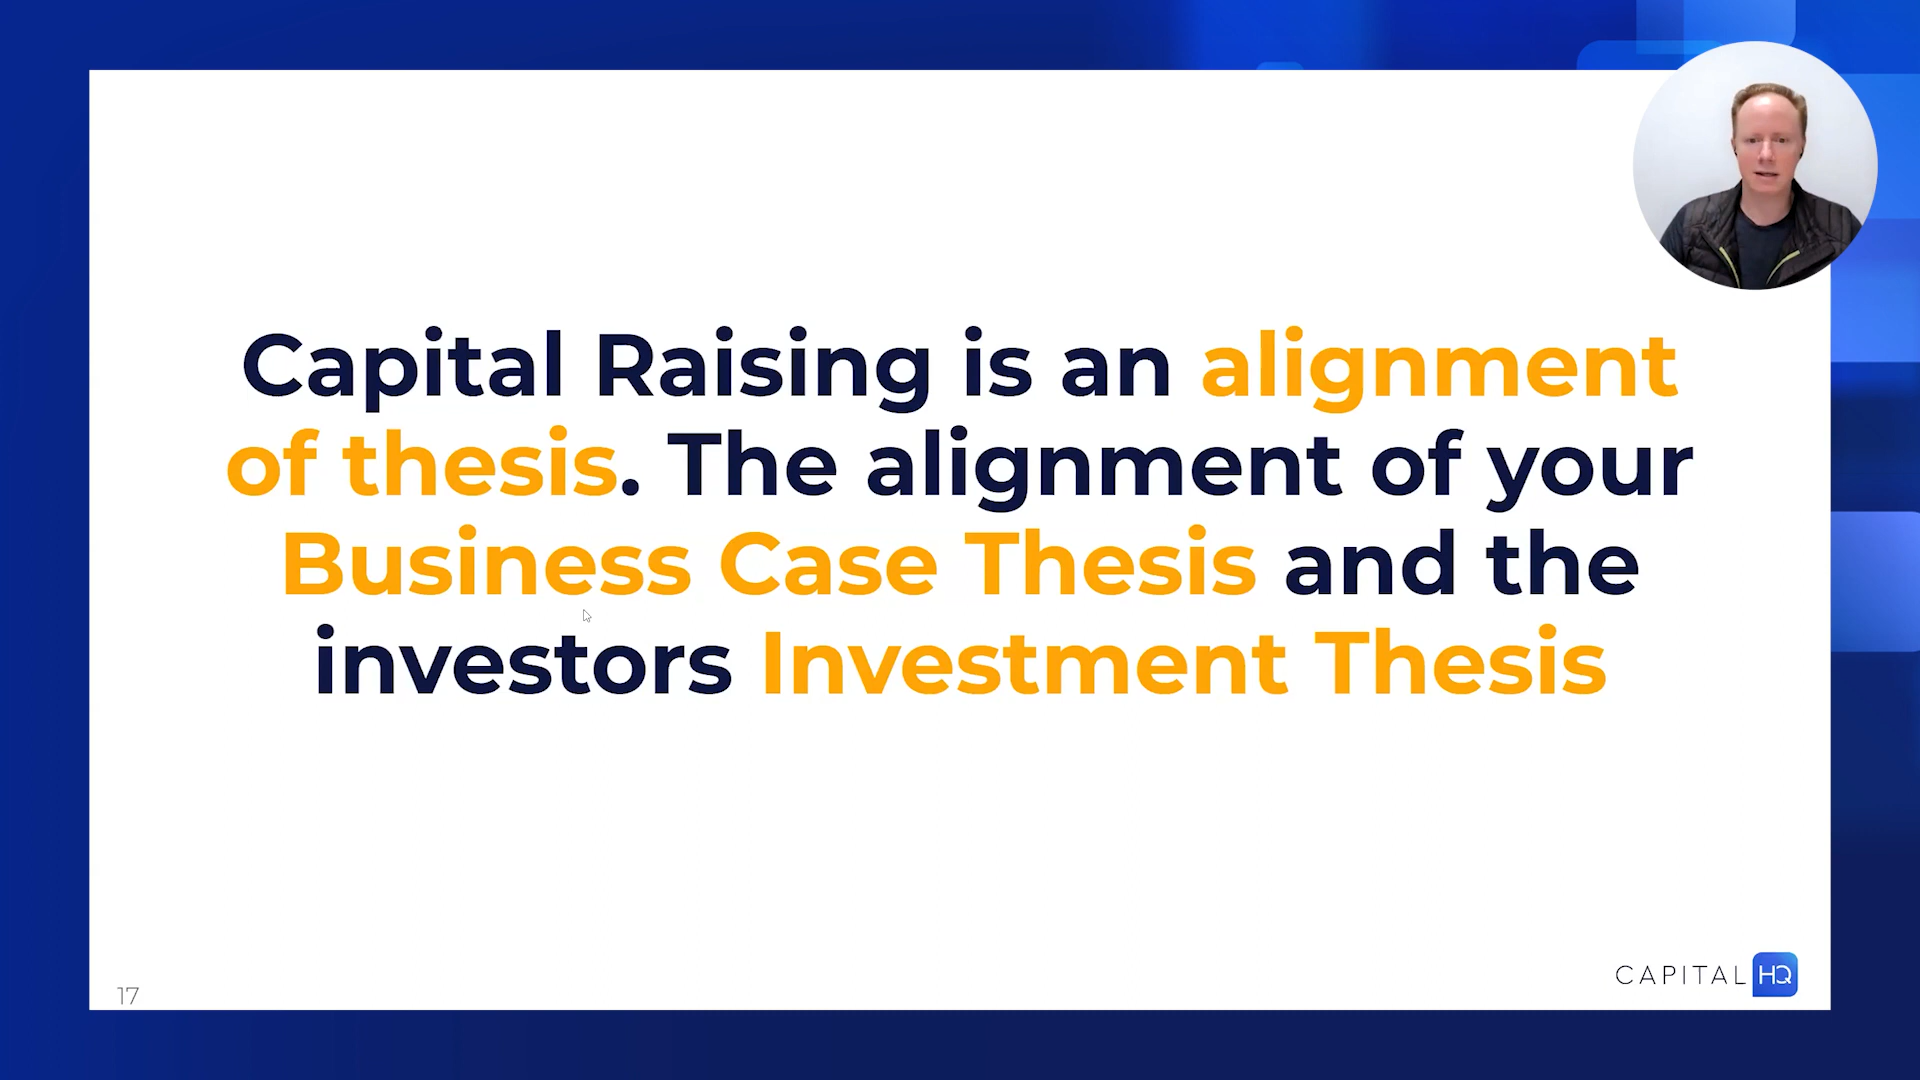 Capital Raising is an alignment
of thesis. The alignment of your
Business Case Thesis and the
investors Investment Thesis
17
CAPITAL HQ